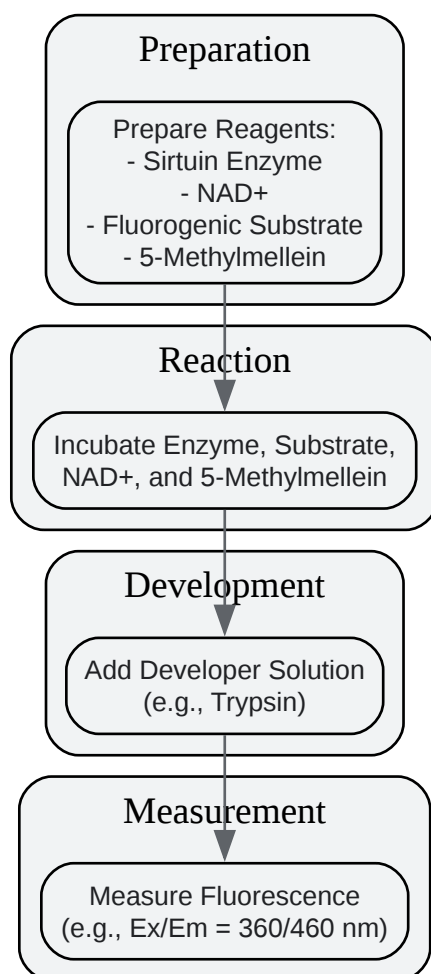 Preparation
Prepare Reagents:
- Sirtuin Enzyme
- NAD+
- Fluorogenic Substrate
- 5-Methylmellein
Reaction
Incubate Enzyme, Substrate,
NAD+, and 5-Methylmellein
Development
Add Developer Solution
(e.g., Trypsin)
Measurement
Measure Fluorescence
(e.g., Ex/Em = 360/460 nm)